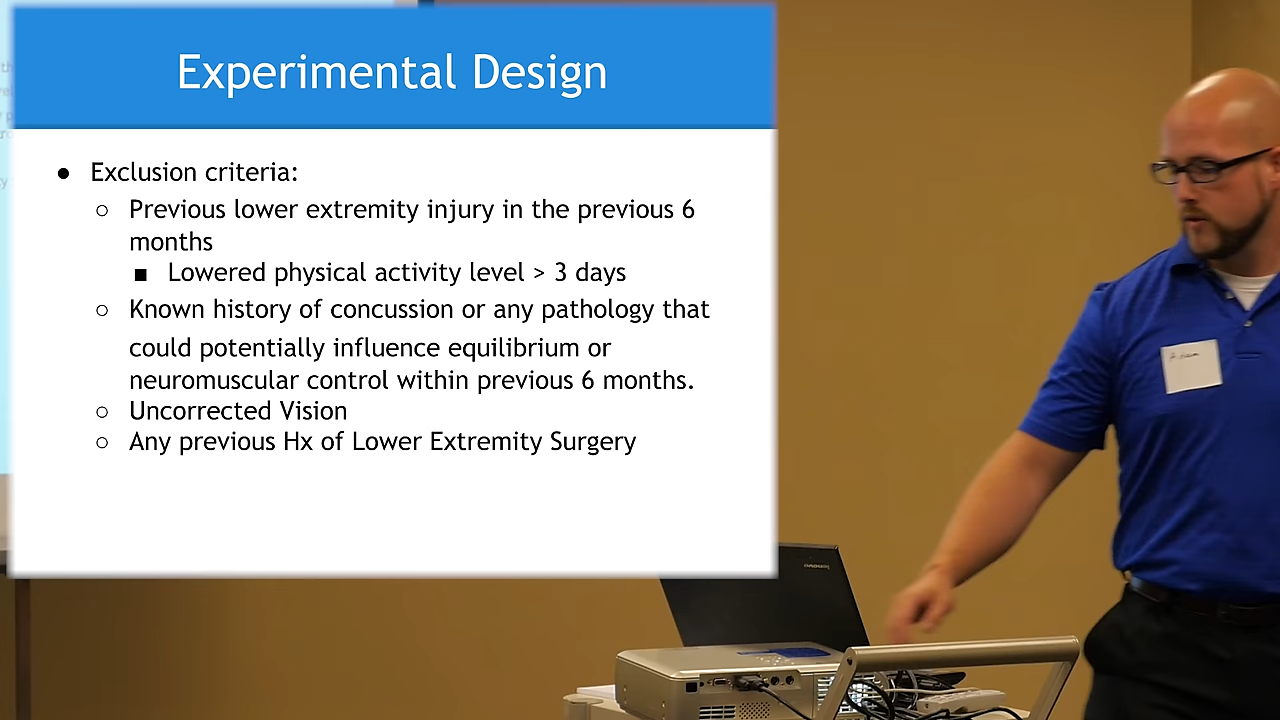 Experimental Design
● Exclusion criteria:
○ Previous lower extremity injury in the previous 6
months
■ Lowered physical activity level > 3 days
○ Known history of concussion or any pathology that
could potentially influence equilibrium or
neuromuscular control within previous 6 months.
○ Uncorrected Vision
○ Any previous Hx of Lower Extremity Surgery